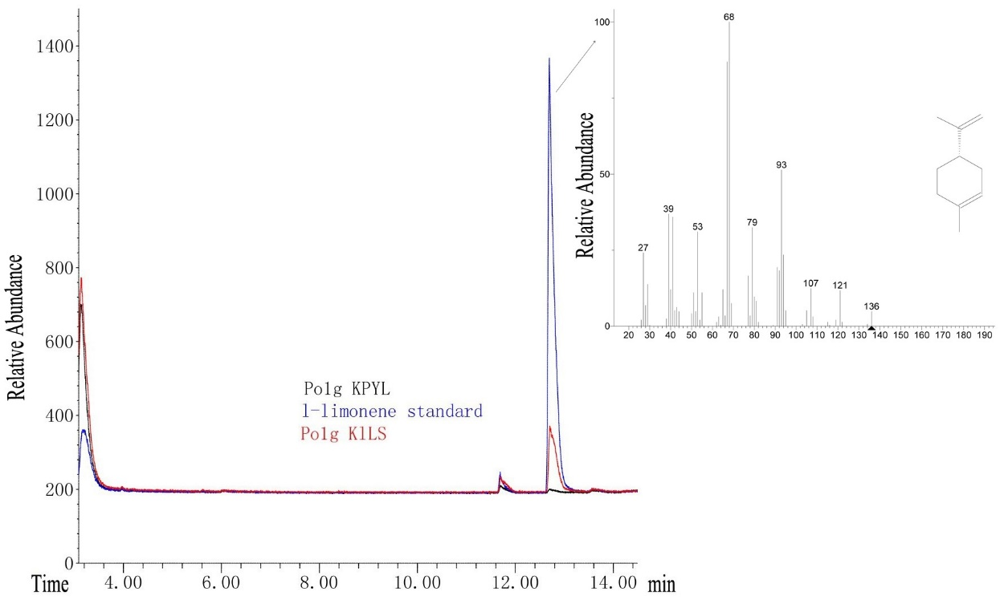 Relative Abundance
1400
1200
1000
800
600
400
200
0
Time 4.00 6.00 8.00 10.00 12.00 14.00 min
Po1g KPYL
l-limonene standard
Po1g KlLS
Relative Abundance
100
50
0
68
93
39
79
53
27
107
121
136
20 30 40 50 60 70 80 90 100 110 120 130 140 150 160 170 180 190